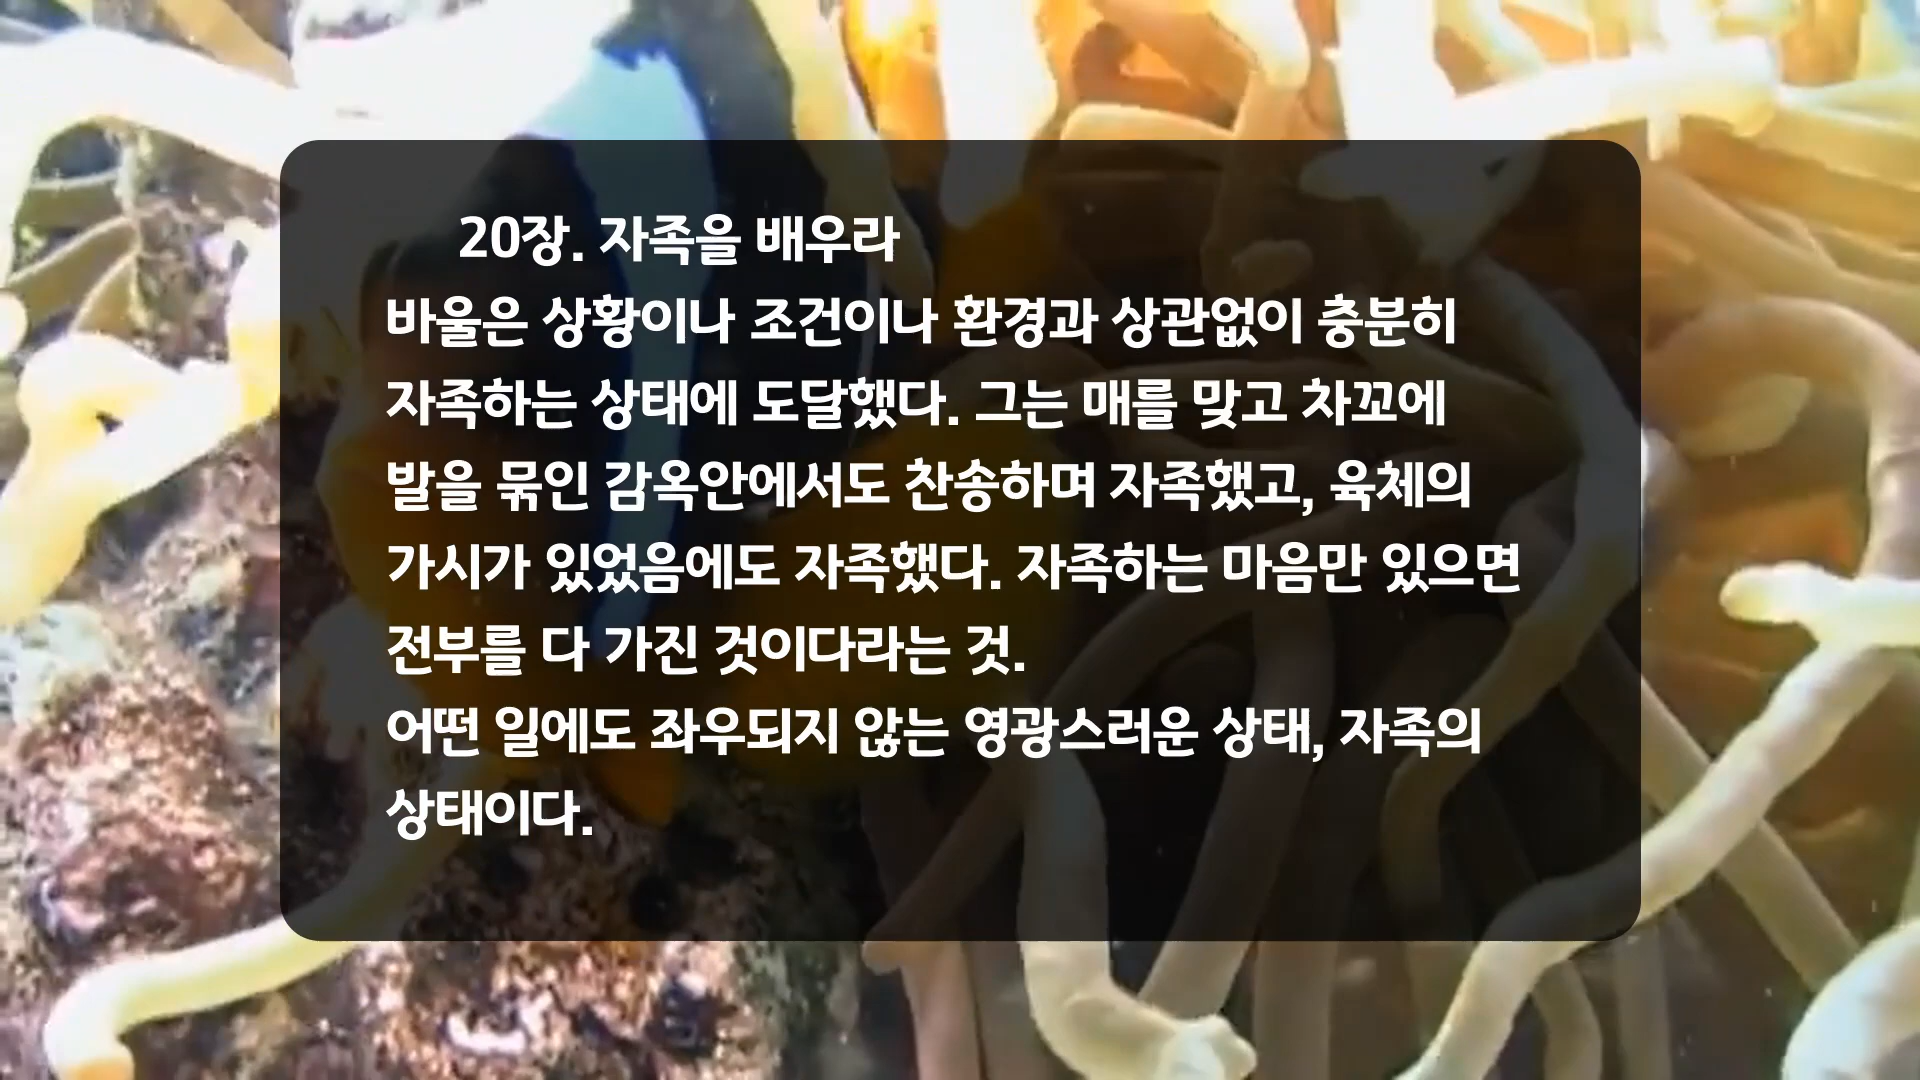 20장. 자족을 배우라
바울은 상황이나 조건이나 환경과 상관없이 충분히
자족하는 상태에 도달했다. 그는 매를 맞고 차꼬에
발을 묶인 감옥안에서도 찬송하며 자족했고, 육체의
가시가 있었음에도 자족했다. 자족하는 마음만 있으면
전부를 다 가진 것이다라는 것.
어떤 일에도 좌우되지 않는 영광스러운 상태, 자족의
상태이다.